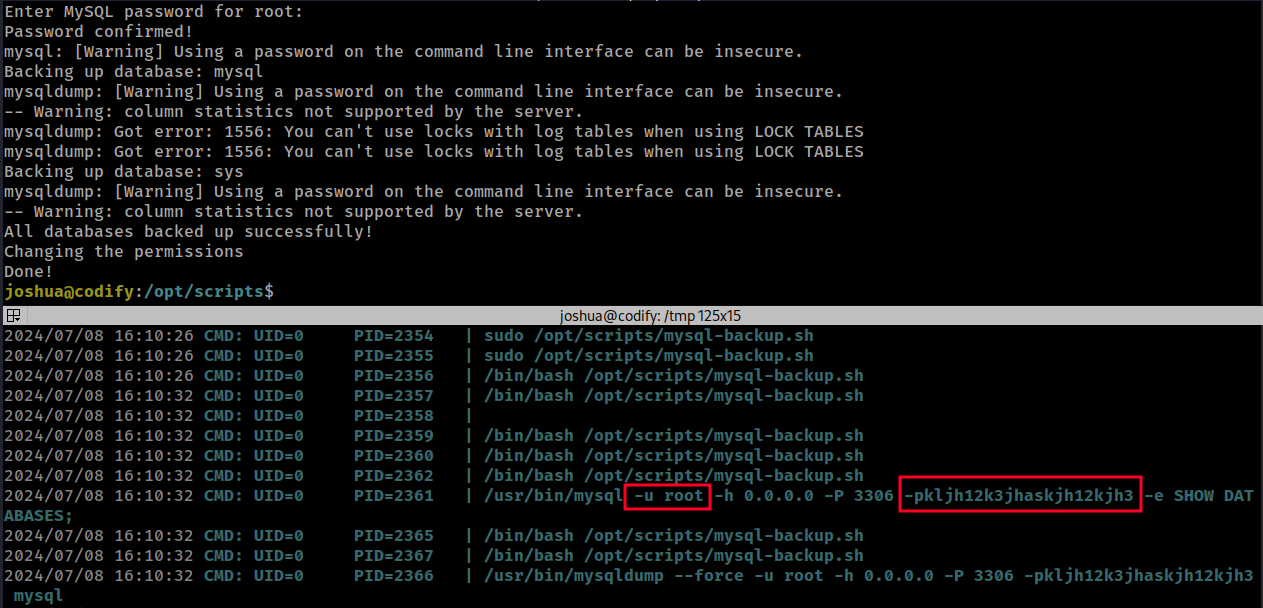 Enter MySQL password for root:
Password confirmed!
mysql: [Warning] Using a password on the command line interface can be insecure.
Backing up database: mysql
mysqldump: [Warning] Using a password on the command line interface can be insecure.
-- Warning: column statistics not supported by the server.
mysqldump: Got error: 1556: You can't use locks with log tables when using LOCK TABLES
mysqldump: Got error: 1556: You can't use locks with log tables when using LOCK TABLES
Backing up database: sys
mysqldump: [Warning] Using a password on the command line interface can be insecure.
-- Warning: column statistics not supported by the server.
All databases backed up successfully!
Changing the permissions
Done!
joshua@codify:/opt/scripts$
joshua@codify: /tmp 125x15
2024/07/08 16:10:26 CMD: UID=0     PID=2354   | sudo /opt/scripts/mysql-backup.sh
2024/07/08 16:10:26 CMD: UID=0     PID=2355   | sudo /opt/scripts/mysql-backup.sh
2024/07/08 16:10:26 CMD: UID=0     PID=2356   | /bin/bash /opt/scripts/mysql-backup.sh
2024/07/08 16:10:32 CMD: UID=0     PID=2357   | /bin/bash /opt/scripts/mysql-backup.sh
2024/07/08 16:10:32 CMD: UID=0     PID=2358   |
2024/07/08 16:10:32 CMD: UID=0     PID=2359   | /bin/bash /opt/scripts/mysql-backup.sh
2024/07/08 16:10:32 CMD: UID=0     PID=2360   | /bin/bash /opt/scripts/mysql-backup.sh
2024/07/08 16:10:32 CMD: UID=0     PID=2362   | /bin/bash /opt/scripts/mysql-backup.sh
2024/07/08 16:10:32 CMD: UID=0     PID=2361   | /usr/bin/mysql -u root -h 0.0.0.0 -P 3306 -pkljh12k3jhaskjh12kjh3 -e SHOW DAT
ABASES;
2024/07/08 16:10:32 CMD: UID=0     PID=2365   | /bin/bash /opt/scripts/mysql-backup.sh
2024/07/08 16:10:32 CMD: UID=0     PID=2367   | /bin/bash /opt/scripts/mysql-backup.sh
2024/07/08 16:10:32 CMD: UID=0     PID=2366   | /usr/bin/mysqldump --force -u root -h 0.0.0.0 -P 3306 -pkljh12k3jhaskjh12kjh3
mysql